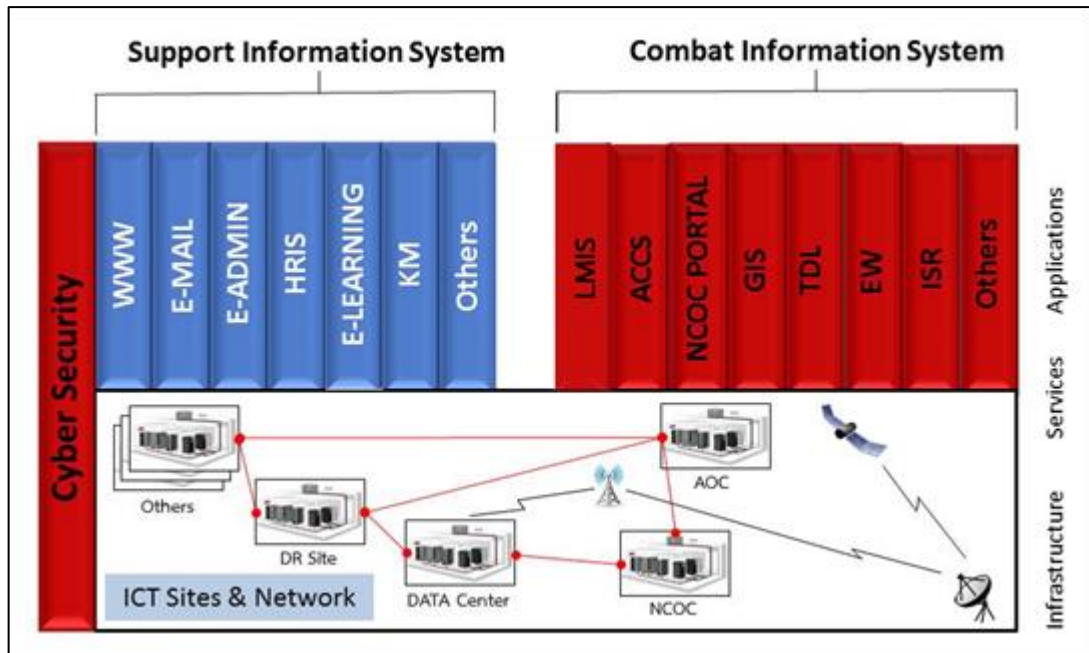 Support Information System
Combat Information System
Cyber Security
WWW
E-MAIL
E-ADMIN
HRIS
E-LEARNING
KM
Others
LMIS
ACCS
NCOC PORTAL
GIS
TDL
EW
ISR
Others
Applications
Services
Infrastructure
Others
DR Site
DATA Center
AOC
NCOC
ICT Sites & Network